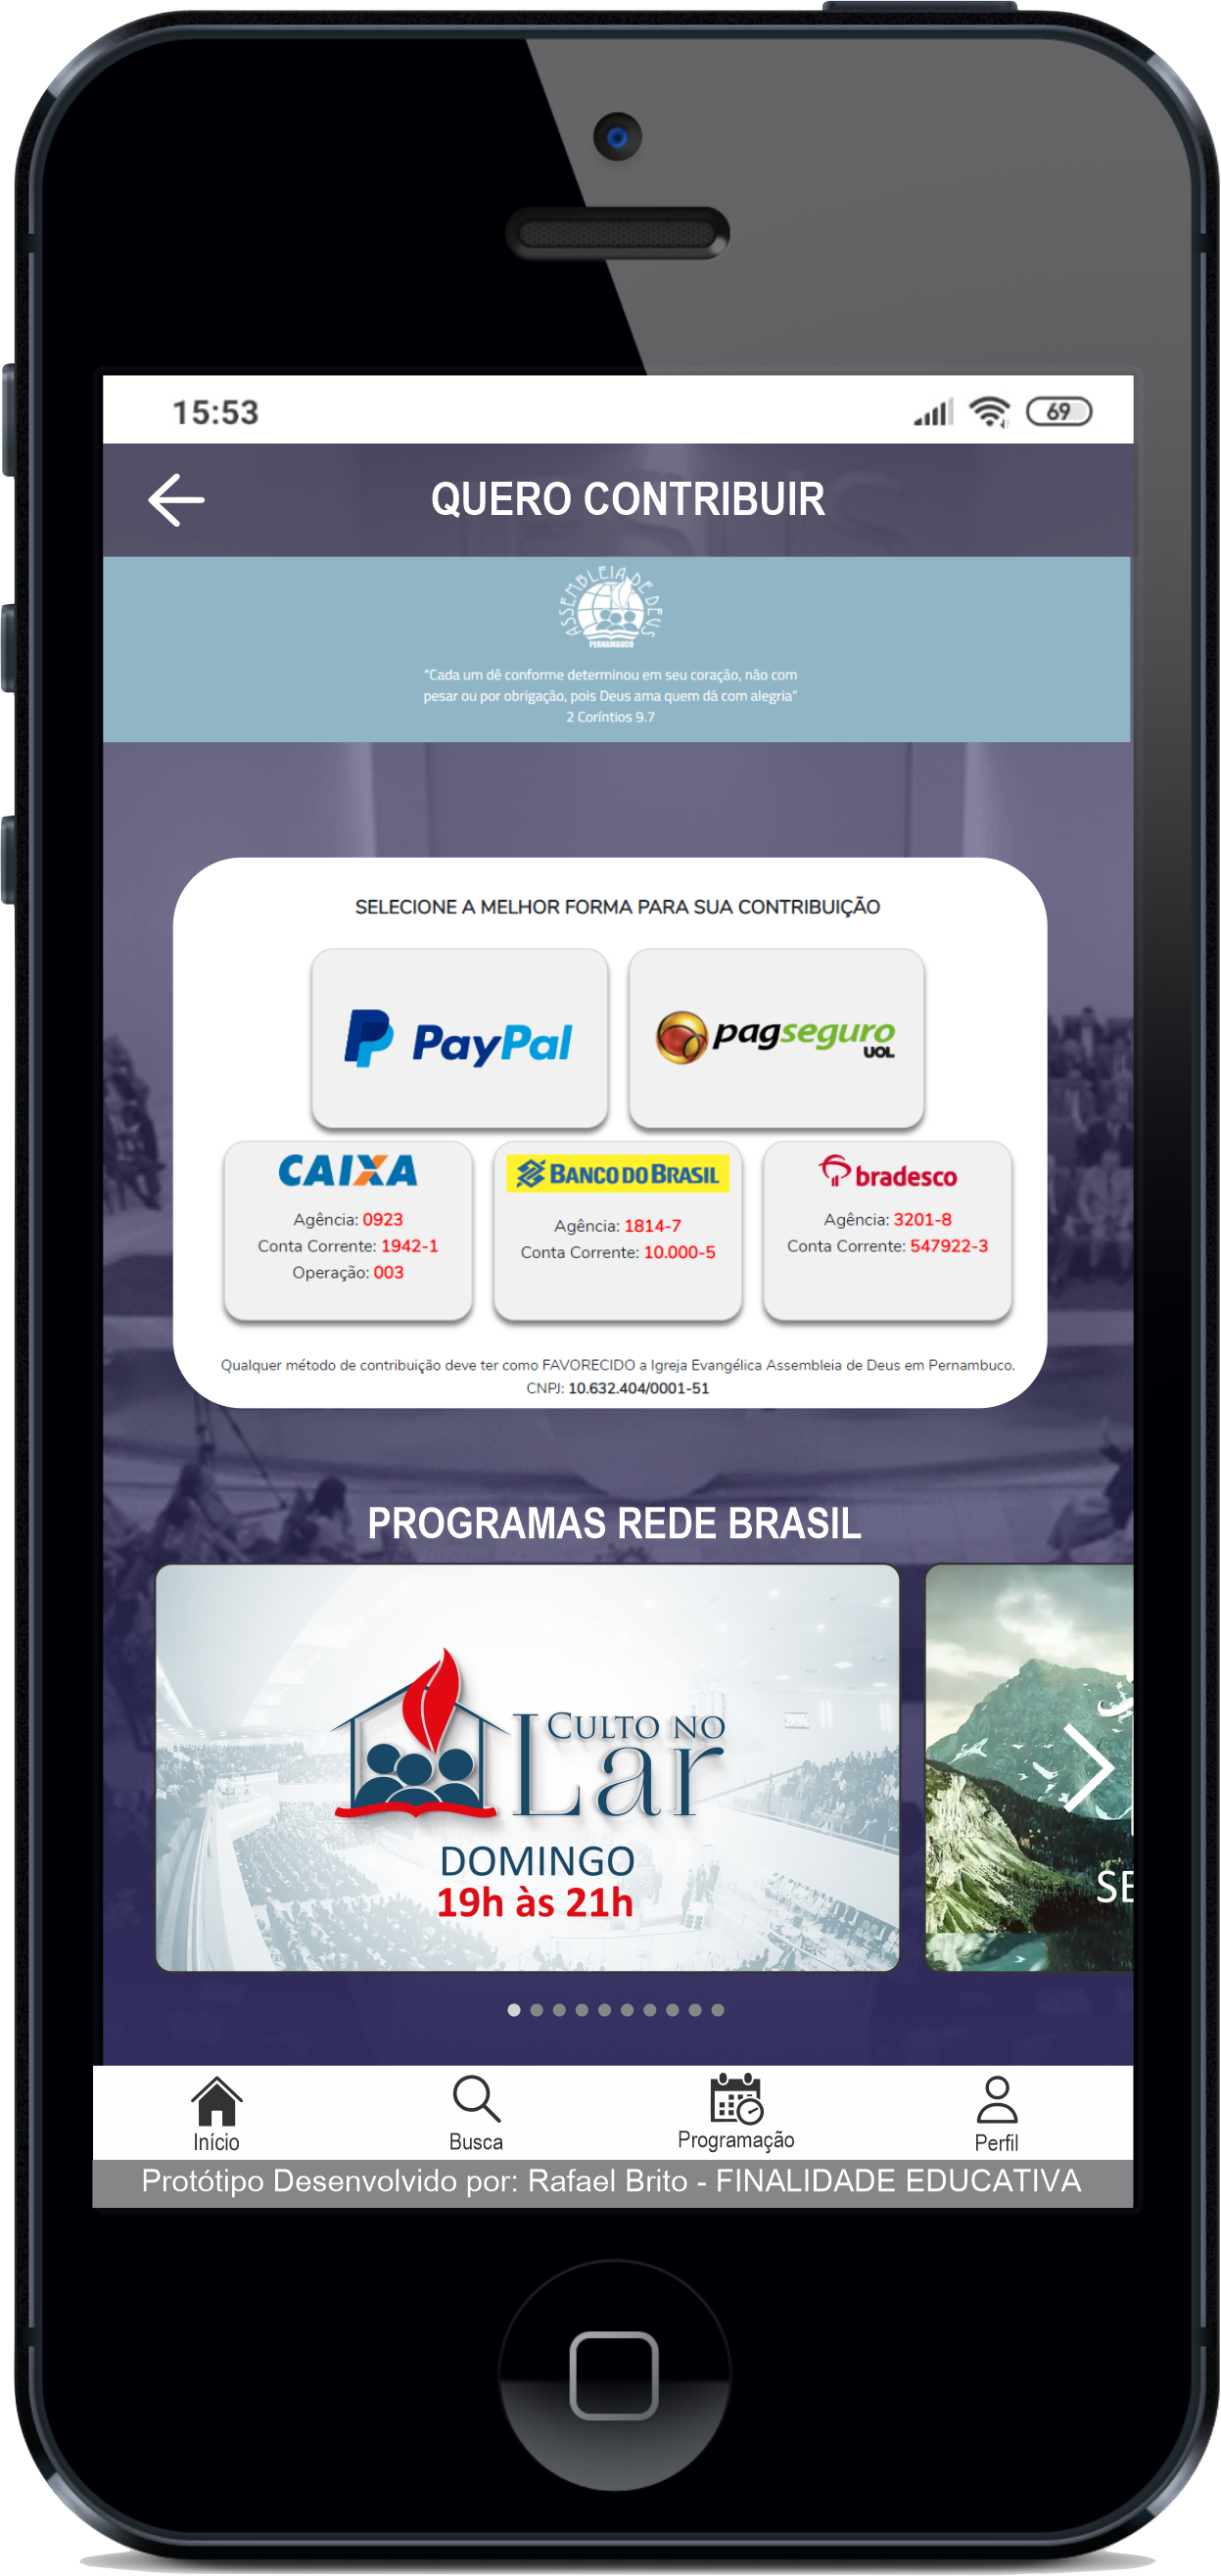 15:53
69
QUERO CONTRIBUIR
ASSEMBLEIA DE DEUS
PERNAMBUCO
“Cada um dê conforme determinou em seu coração, não com
pesar ou por obrigação, pois Deus ama quem dá com alegria”
2 Coríntios 9.7
SELECIONE A MELHOR FORMA PARA SUA CONTRIBUIÇÃO
PayPal
pagseguro
UOL
CAIXA
Agência: 0923
Conta Corrente: 1942-1
Operação: 003
BANCO DO BRASIL
Agência: 1814-7
Conta Corrente: 10.000-5
bradesco
Agência: 3201-8
Conta Corrente: 547922-3
Qualquer método de contribuição deve ter como FAVORECIDO a Igreja Evangélica Assembleia de Deus em Pernambuco.
CNPJ: 10.632.404/0001-51
PROGRAMAS REDE BRASIL
CULTO NO
Lar
DOMINGO
19h às 21h
SE
Início
Busca
Programação
Perfil
Protótipo Desenvolvido por: Rafael Brito - FINALIDADE EDUCATIVA